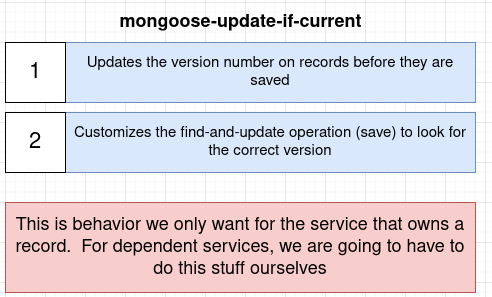 mongoose-update-if-current
1
Updates the version number on records before they are
saved
2
Customizes the find-and-update operation (save) to look for
the correct version
This is behavior we only want for the service that owns a
record.  For dependent services, we are going to have to
do this stuff ourselves